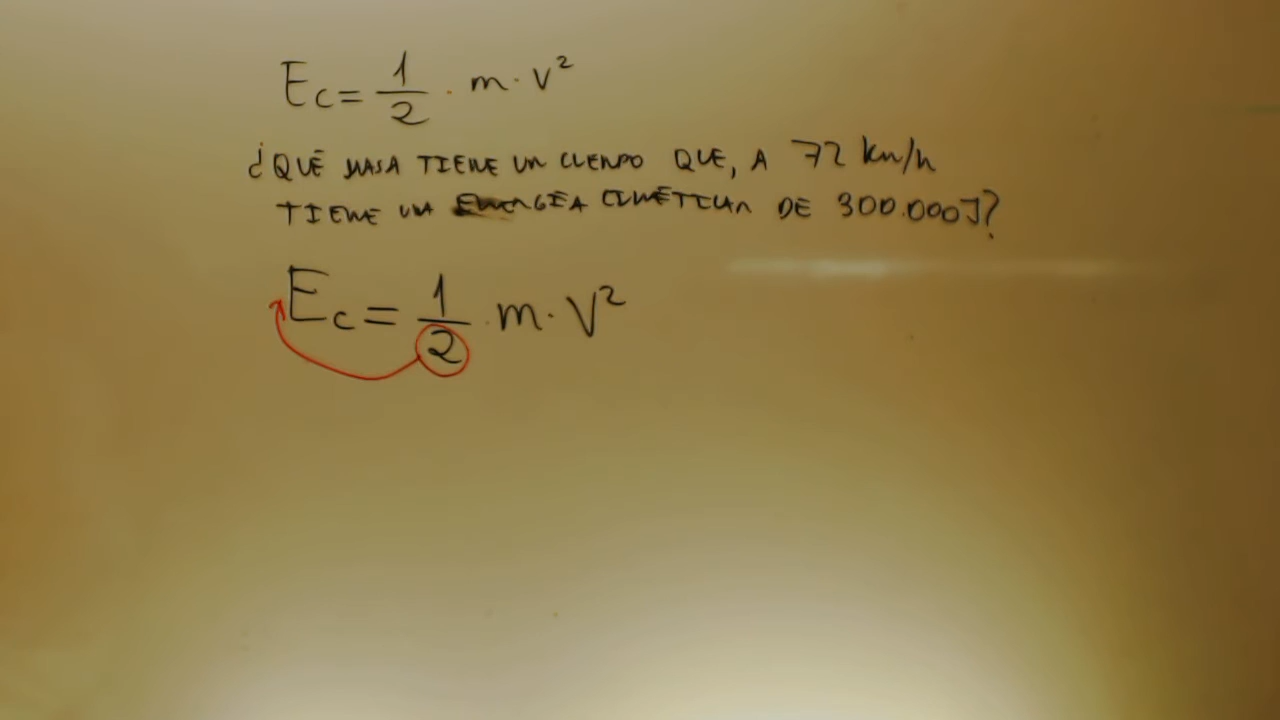 Ec = 1/2 · m · v²
¿QUÉ MASA TIENE UN CUERPO QUE, A 72 km/h
TIENE UNA ENERGÍA CINÉTICA DE 300.000J?
Ec = 1/2 · m · V²